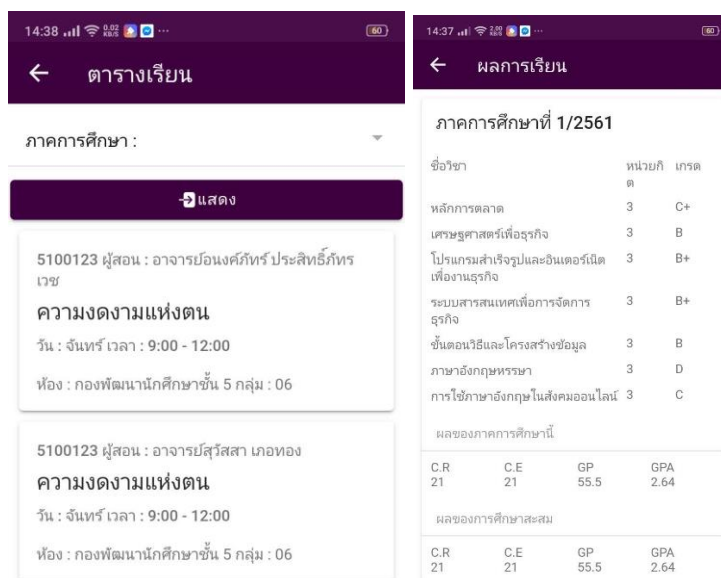 14:38 0.02 KB/S ... 60
ตารางเรียน
ภาคการศึกษา :
แสดง
5100123 ผู้สอน : อาจารย์อนงค์ภัทร์ ประสิทธิ์ภัทร
เวช
ความงดงามแห่งตน
วัน : จันทร์ เวลา : 9:00 - 12:00
ห้อง : กองพัฒนานักศึกษาชั้น 5 กลุ่ม : 06
5100123 ผู้สอน : อาจารย์สุวัสสา เภอทอง
ความงดงามแห่งตน
วัน : จันทร์ เวลา : 9:00 - 12:00
ห้อง : กองพัฒนานักศึกษาชั้น 5 กลุ่ม : 06
14:37 2.00 KB/S ... 60
ผลการเรียน
ภาคการศึกษาที่ 1/2561
ชื่อวิชา หน่วยกิ เกรด
ต
หลักการตลาด 3 C+
เศรษฐศาสตร์เพื่อธุรกิจ 3 B
โปรแกรมสำเร็จรูปและอินเตอร์เน็ต 3 B+
เพื่องานธุรกิจ
ระบบสารสนเทศเพื่อการจัดการ 3 B+
ธุรกิจ
ขั้นตอนวิธีและโครงสร้างข้อมูล 3 B
ภาษาอังกฤษหรรษา 3 D
การใช้ภาษาอังกฤษในสังคมออนไลน์ 3 C
ผลของภาคการศึกษานี้
C.R C.E GP GPA
21 21 55.5 2.64
ผลของการศึกษาสะสม
C.R C.E GP GPA
21 21 55.5 2.64